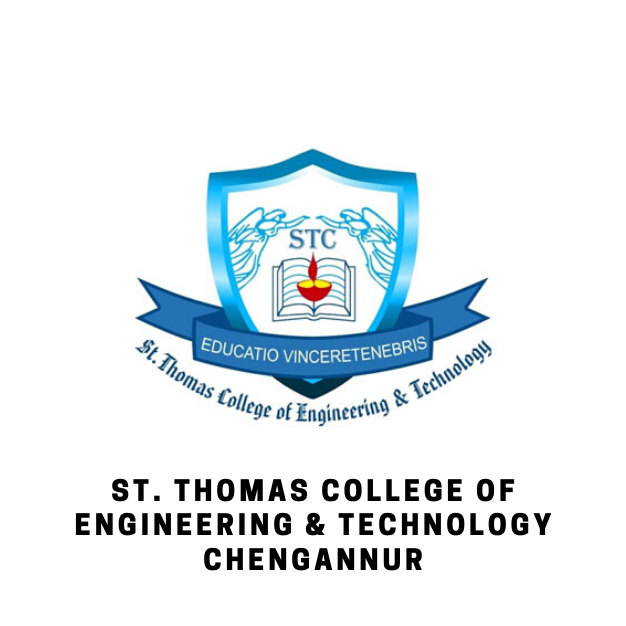 STC
EDUCATIO VINCERETENEBRIS
St. Thomas College of Engineering & Technology
ST. THOMAS COLLEGE OF
ENGINEERING & TECHNOLOGY
CHENGANNUR